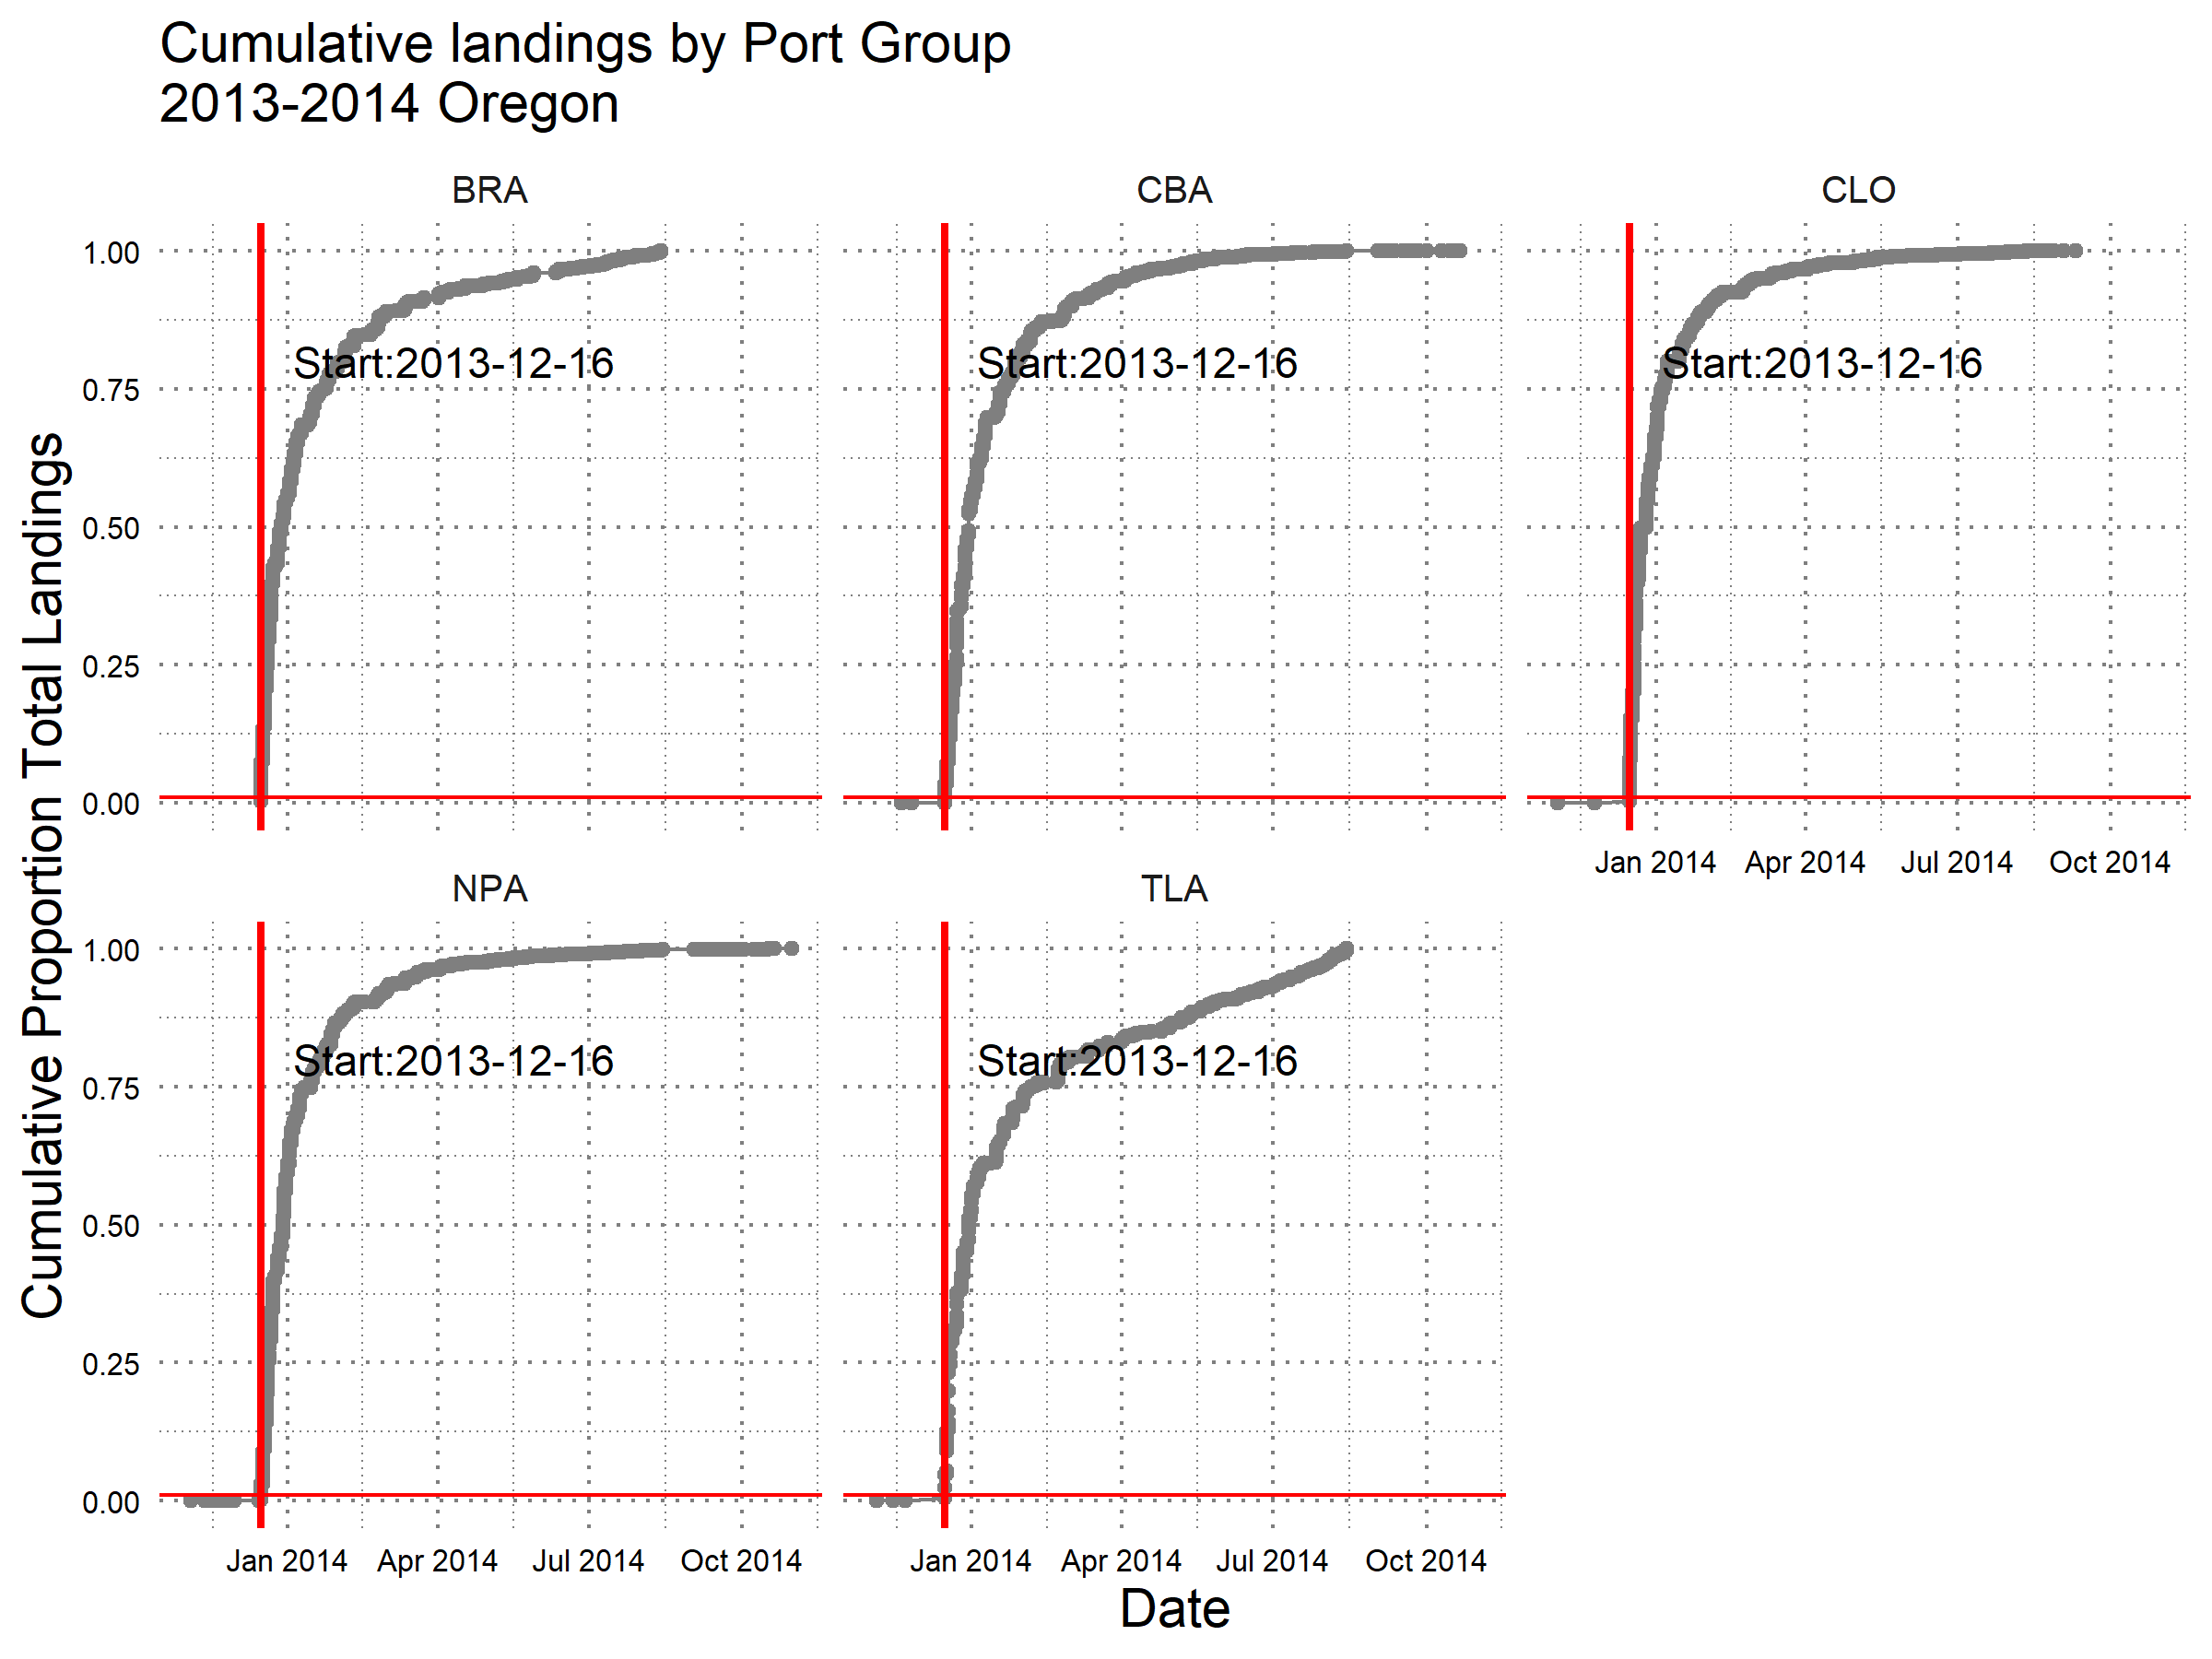 Cumulative landings by Port Group
2013-2014 Oregon
BRA
CBA
CLO
Cumulative Proportion Total Landings
1.00
0.75
0.50
0.25
0.00
Start:2013-12-16
Start:2013-12-16
Start:2013-12-16
Jan 2014
Apr 2014
Jul 2014
Oct 2014
NPA
TLA
1.00
0.75
0.50
0.25
0.00
Start:2013-12-16
Start:2013-12-16
Jan 2014
Apr 2014
Jul 2014
Oct 2014
Jan 2014
Apr 2014
Jul 2014
Oct 2014
Date